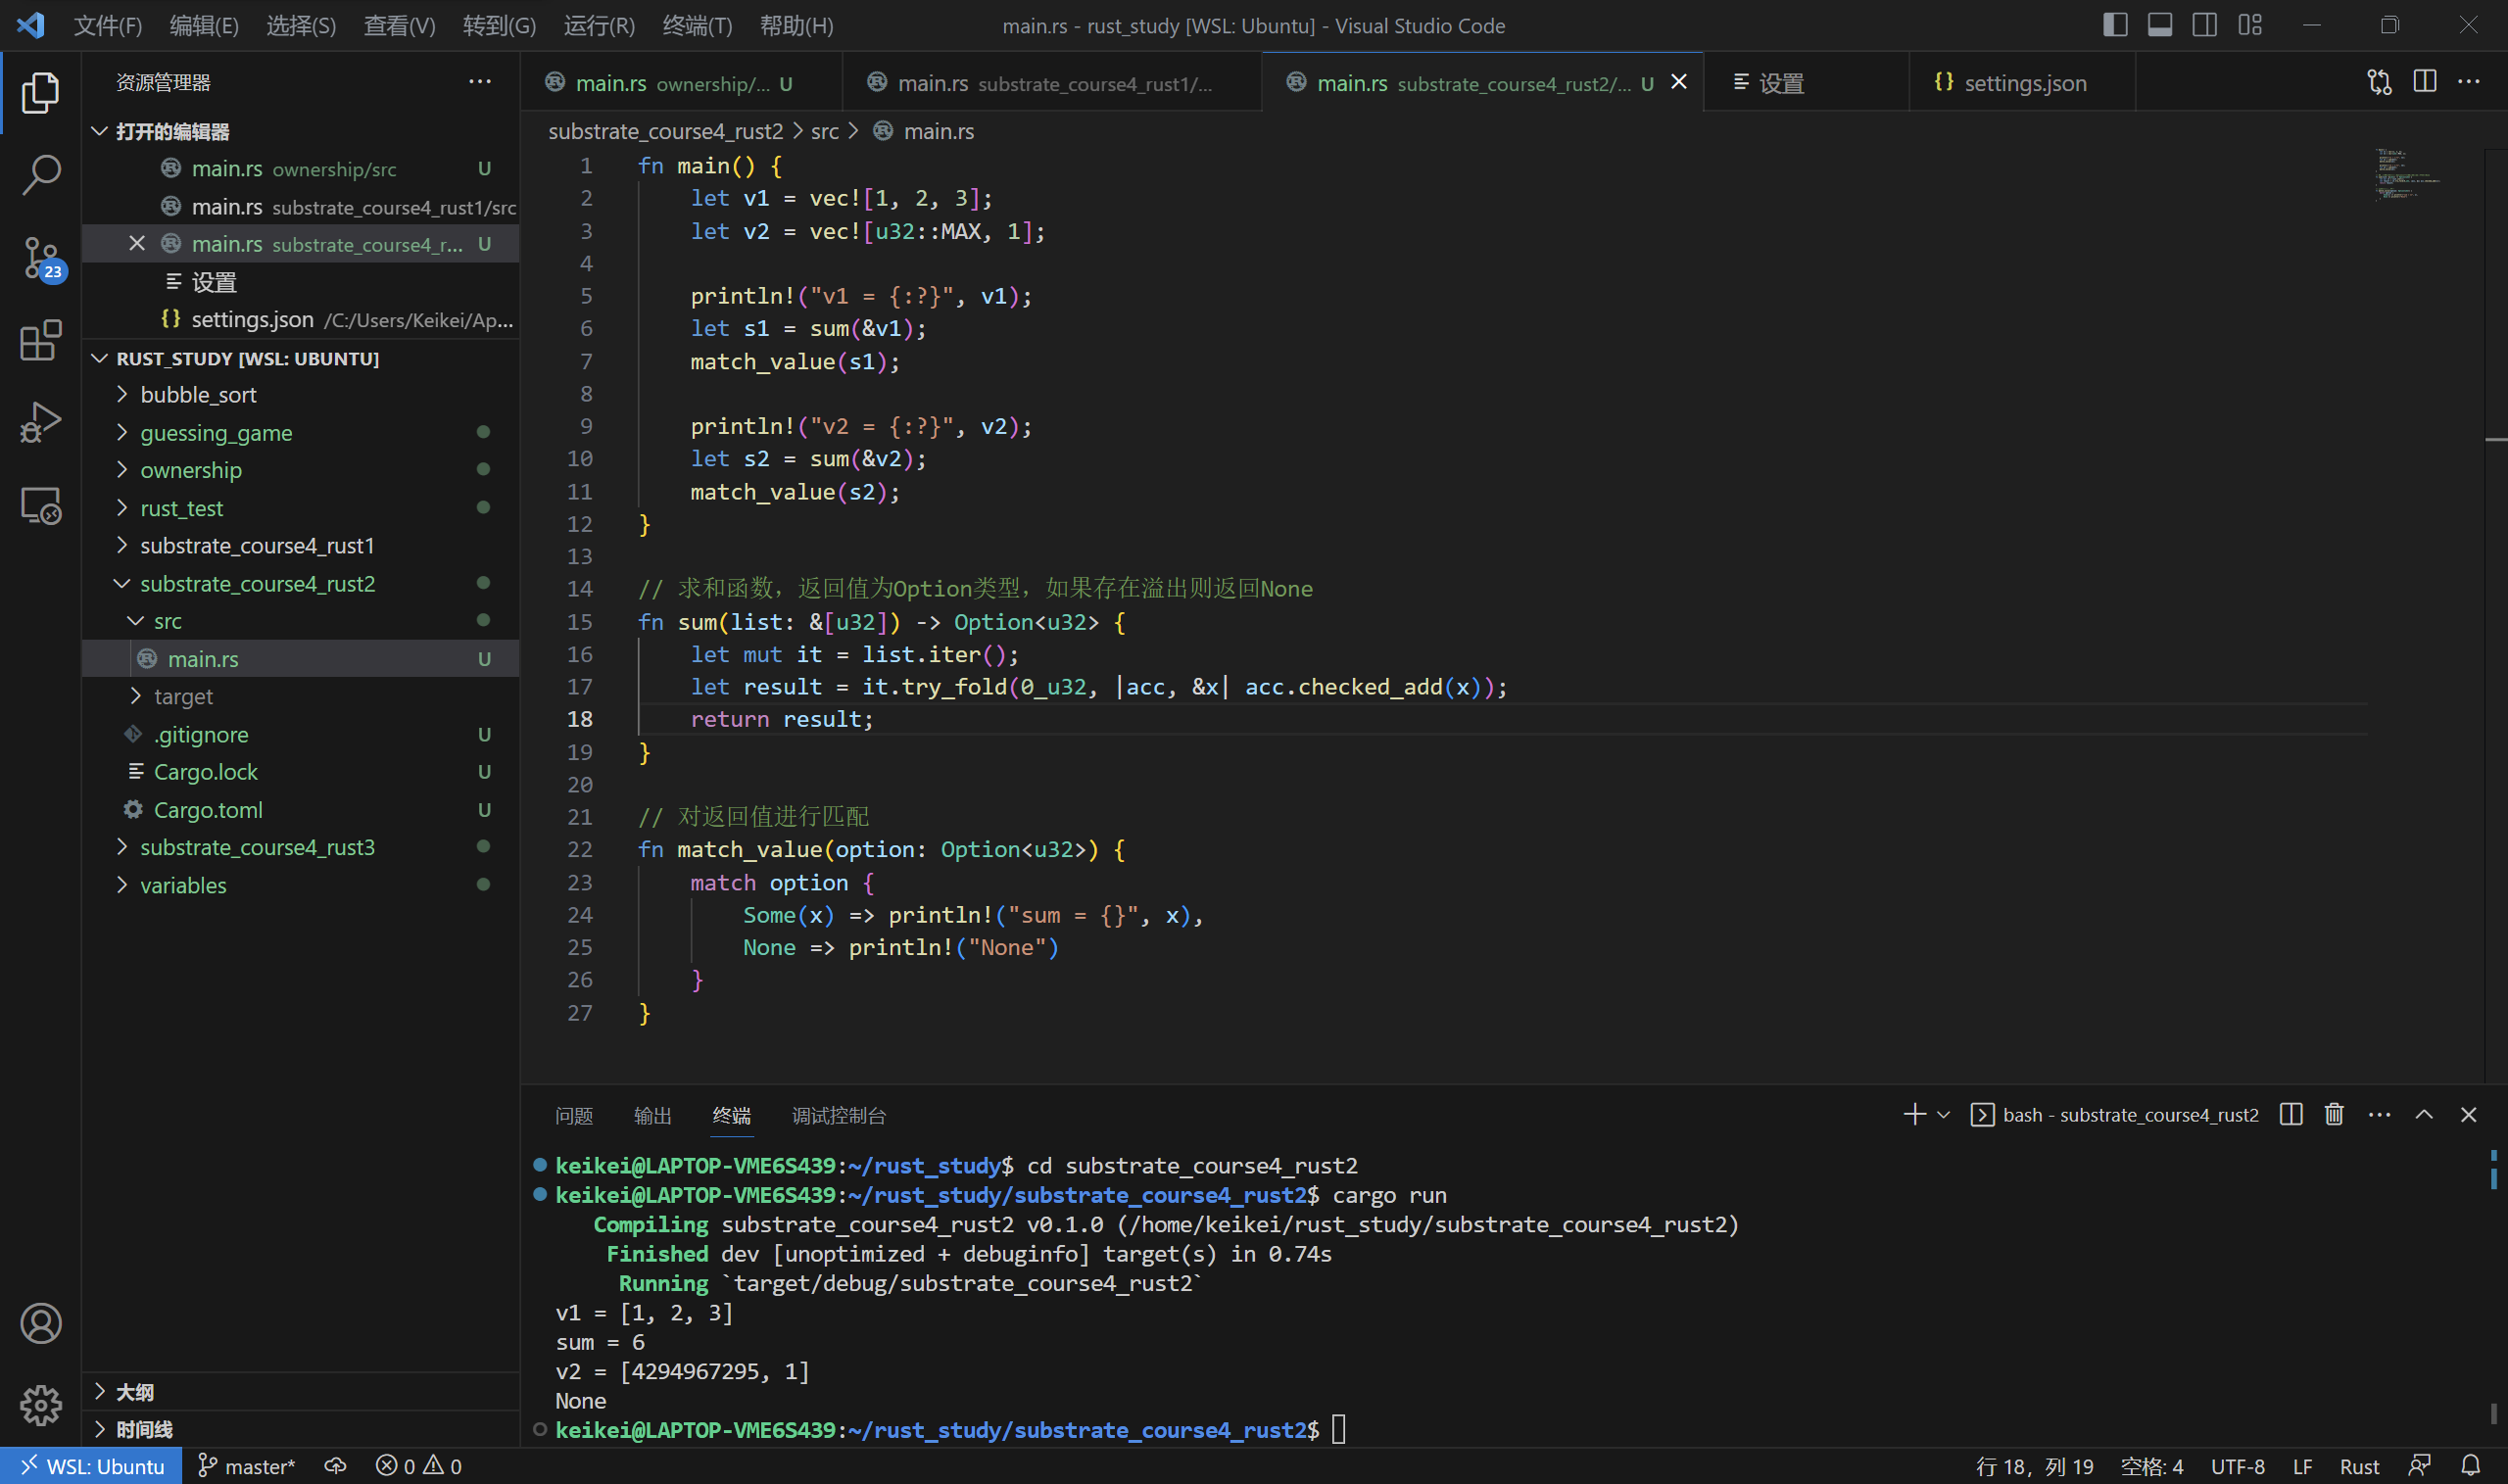 文件(F) 编辑(E) 选择(S) 查看(V) 转到(G) 运行(R) 终端(T) 帮助(H) main.rs - rust_study [WSL: Ubuntu] - Visual Studio Code
资源管理器
打开的编辑器
main.rs ownership/src U
main.rs substrate_course4_rust1/src
main.rs substrate_course4_r... U
设置
settings.json /C:/Users/Keikei/Ap...
RUST_STUDY [WSL: UBUNTU]
bubble_sort
guessing_game
ownership
rust_test
substrate_course4_rust1
substrate_course4_rust2
src
main.rs U
target
.gitignore U
Cargo.lock U
Cargo.toml U
substrate_course4_rust3
variables
大纲
时间线
23
main.rs ownership/... U main.rs substrate_course4_rust1/... main.rs substrate_course4_rust2/... U 设置 {} settings.json
substrate_course4_rust2 > src > main.rs
1 fn main() {
2     let v1 = vec![1, 2, 3];
3     let v2 = vec![u32::MAX, 1];
4
5     println!("v1 = {:?}", v1);
6     let s1 = sum(&v1);
7     match_value(s1);
8
9     println!("v2 = {:?}", v2);
10     let s2 = sum(&v2);
11     match_value(s2);
12 }
13
14 // 求和函数，返回值为Option类型，如果存在溢出则返回None
15 fn sum(list: &[u32]) -> Option<u32> {
16     let mut it = list.iter();
17     let result = it.try_fold(0_u32, |acc, &x| acc.checked_add(x));
18     return result;
19 }
20
21 // 对返回值进行匹配
22 fn match_value(option: Option<u32>) {
23     match option {
24         Some(x) => println!("sum = {}", x),
25         None => println!("None")
26     }
27 }
问题 输出 终端 调试控制台 bash - substrate_course4_rust2
keikei@LAPTOP-VME6S439:~/rust_study$ cd substrate_course4_rust2
keikei@LAPTOP-VME6S439:~/rust_study/substrate_course4_rust2$ cargo run
Compiling substrate_course4_rust2 v0.1.0 (/home/keikei/rust_study/substrate_course4_rust2)
Finished dev [unoptimized + debuginfo] target(s) in 0.74s
Running `target/debug/substrate_course4_rust2`
v1 = [1, 2, 3]
sum = 6
v2 = [4294967295, 1]
None
keikei@LAPTOP-VME6S439:~/rust_study/substrate_course4_rust2$
WSL: Ubuntu master* 0 0 行 18，列 19 空格: 4 UTF-8 LF Rust